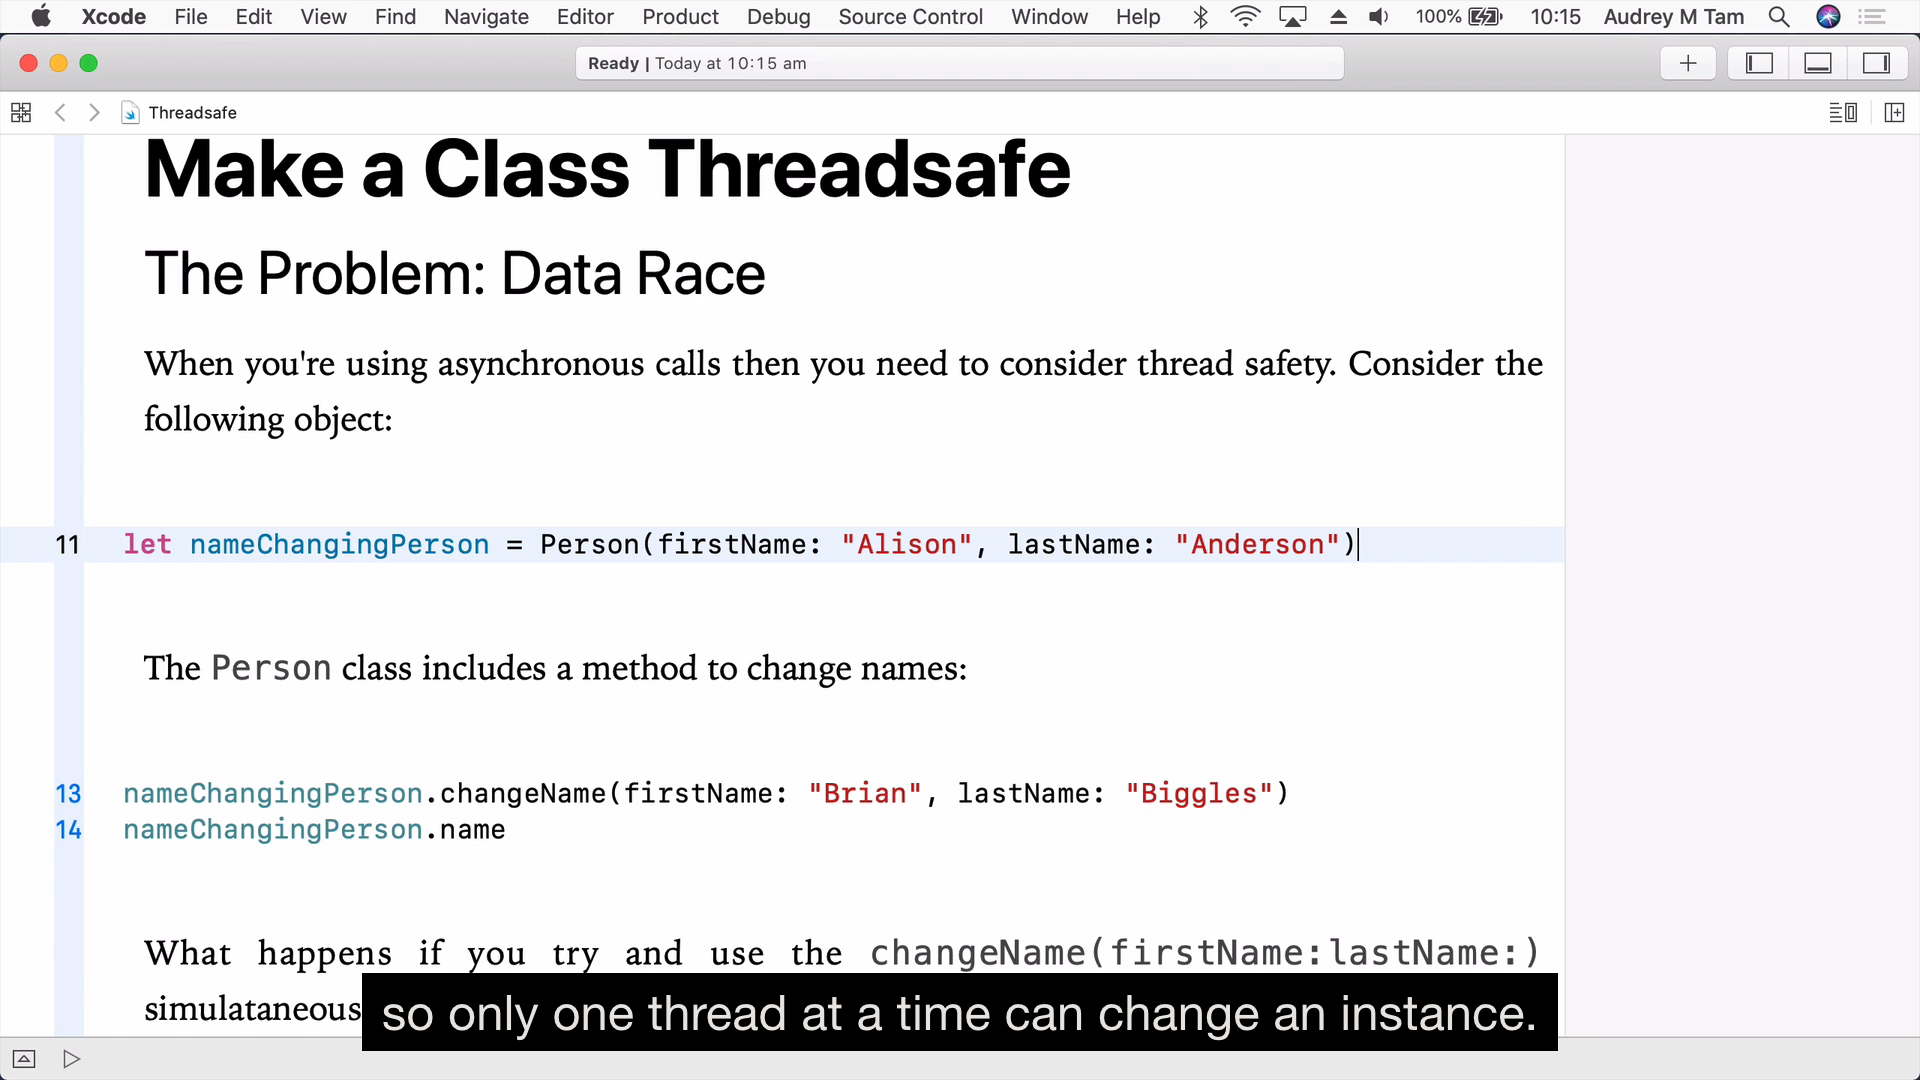 Xcode File Edit View Find Navigate Editor Product Debug Source Control Window Help 100% 10:15 Audrey M Tam
Ready | Today at 10:15 am
Threadsafe
Make a Class Threadsafe
The Problem: Data Race
When you're using asynchronous calls then you need to consider thread safety. Consider the
following object:
11 let nameChangingPerson = Person(firstName: "Alison", lastName: "Anderson")
The Person class includes a method to change names:
13 nameChangingPerson.changeName(firstName: "Brian", lastName: "Biggles")
14 nameChangingPerson.name
What happens if you try and use the changeName(firstName:lastName:)
simulataneous
so only one thread at a time can change an instance.